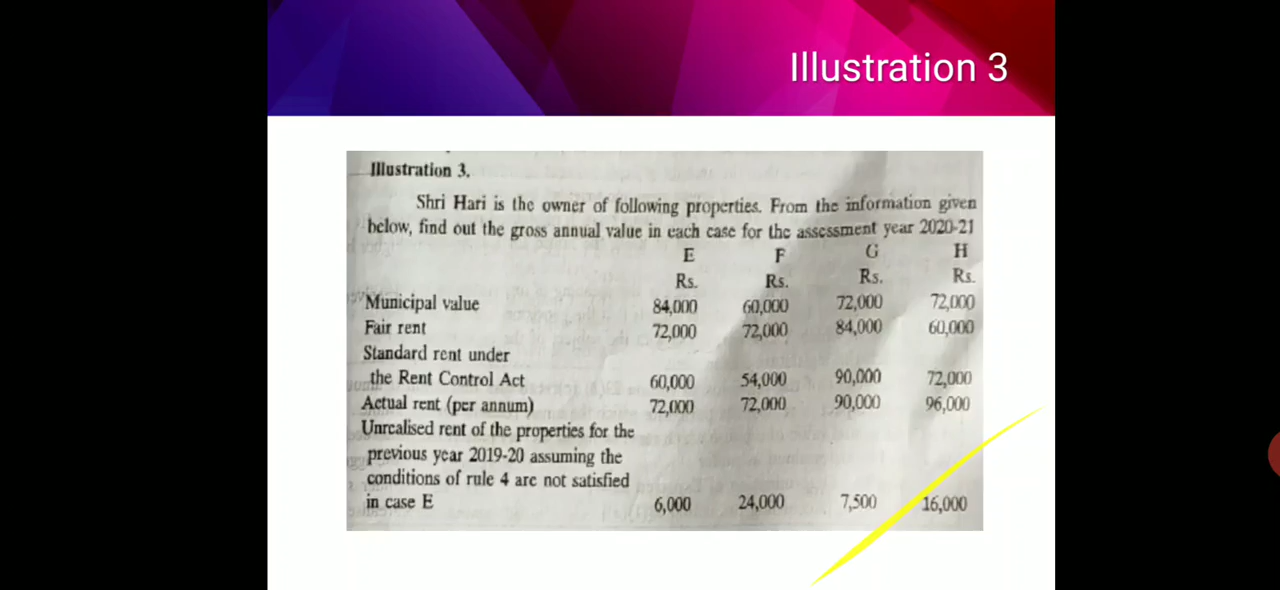 Illustration 3
Illustration 3.
Shri Hari is the owner of following properties. From the information given
below, find out the gross annual value in each case for the assessment year 2020-21
E F G H
Rs. Rs. Rs. Rs.
Municipal value 84,000 60,000 72,000 72,000
Fair rent 72,000 72,000 84,000 60,000
Standard rent under
the Rent Control Act 60,000 54,000 90,000 72,000
Actual rent (per annum) 72,000 72,000 90,000 96,000
Unrealised rent of the properties for the
previous year 2019-20 assuming the
conditions of rule 4 are not satisfied
in case E 6,000 24,000 7,500 16,000